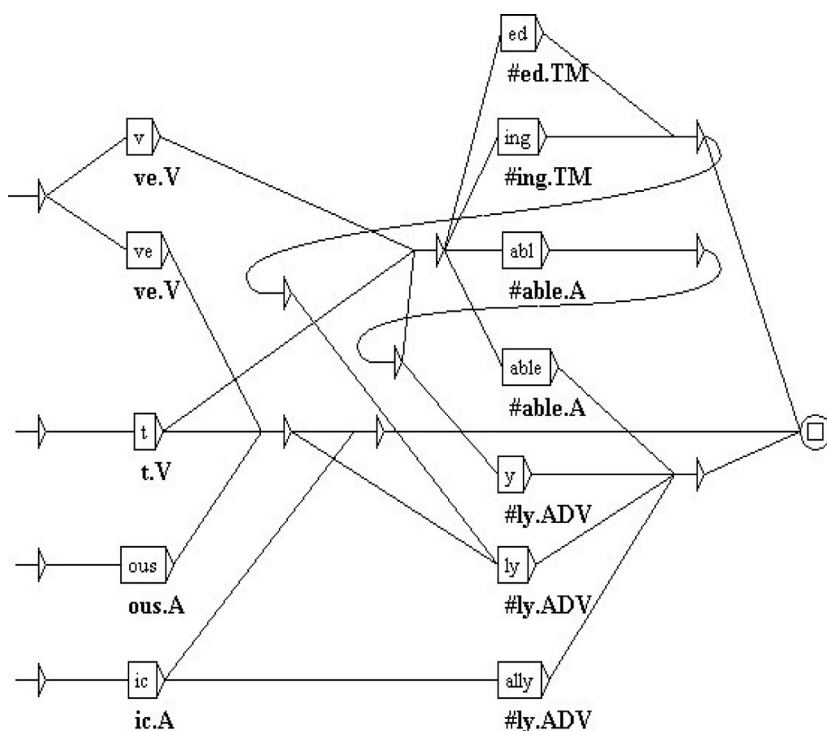 ed
#ed.TM
v
ve.V
ing
#ing.TM
ve
ve.V
abl
#able.A
able
#able.A
t
t.V
y
#ly.ADV
ous
ous.A
ly
#ly.ADV
ic
ic.A
ally
#ly.ADV